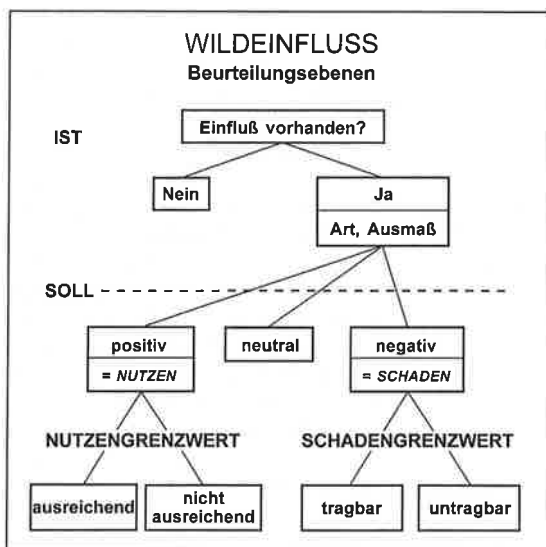 WILDEINFLUSS
Beurteilungsebenen
IST
Einfluß vorhanden?
Nein
Ja
Art, Ausmaß
SOLL
positiv
= NUTZEN
neutral
negativ
= SCHADEN
NUTZENGRENZWERT
SCHADENGRENZWERT
ausreichend
nicht
ausreichend
tragbar
untragbar